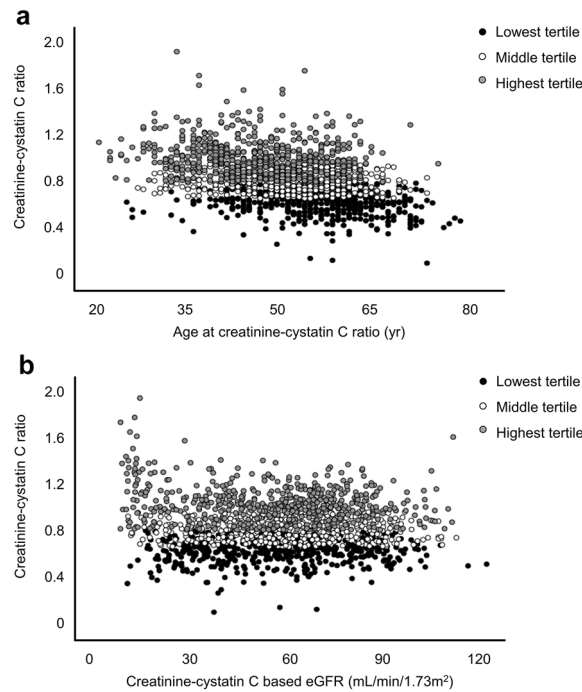 a
2.0
1.6
1.2
0.8
0.4
0
Creatinine-cystatin C ratio
Lowest tertile
Middle tertile
Highest tertile
20 35 50 65 80
Age at creatinine-cystatin C ratio (yr)
b
2.0
1.6
1.2
0.8
0.4
0
Creatinine-cystatin C ratio
Lowest tertile
Middle tertile
Highest tertile
0 30 60 90 120
Creatinine-cystatin C based eGFR (mL/min/1.73m²)